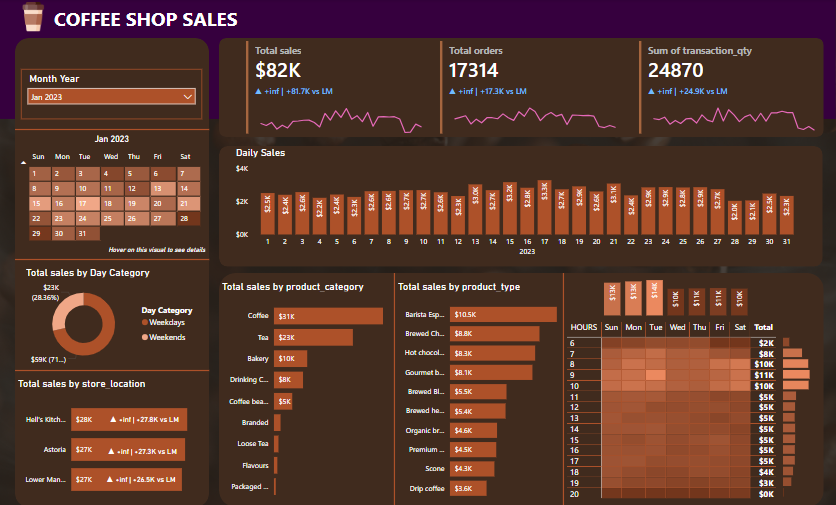 COFFEE SHOP SALES
Month Year
Jan 2023
Jan 2023
Sun Mon Tue Wed Thu Fri Sat
1 2 3 4 5 6 7
8 9 10 11 12 13 14
15 16 17 18 19 20 21
22 23 24 25 26 27 28
29 30 31
Hover on this visual to see details
Total sales by Day Category
$23K
(28.36%)
$59K (71...)
Day Category
Weekdays
Weekends
Total sales by store_location
Hell's Kitch... $28K ▲ +inf | +27.8K vs LM
Astoria $27K ▲ +inf | +27.3K vs LM
Lower Man... $27K ▲ +inf | +26.5K vs LM
Total sales
$82K
▲ +inf | +81.7K vs LM
Total orders
17314
▲ +inf | +17.3K vs LM
Sum of transaction_qty
24870
▲ +inf | +24.9K vs LM
Daily Sales
$4K
$2K
$0K
$2.5K $2.4K $2.6K $2.2K $2.4K $2.3K $2.6K $2.6K $2.7K $2.7K $2.6K $2.3K $3.0K $2.7K $3.2K $2.8K $3.3K $2.7K $2.9K $2.6K $3.1K $2.4K $2.9K $2.9K $2.8K $2.9K $2.7K $2.0K $2.1K $2.5K $2.3K
1 2 3 4 5 6 7 8 9 10 11 12 13 14 15 16 17 18 19 20 21 22 23 24 25 26 27 28 29 30 31
2023
Total sales by product_category
Coffee $31K
Tea $23K
Bakery $10K
Drinking C... $8K
Coffee bea... $5K
Branded
Loose Tea
Flavours
Packaged ...
Total sales by product_type
Barista Esp... $10.5K
Brewed Ch... $8.8K
Hot chocol... $8.3K
Gourmet b... $8.1K
Brewed Bl... $5.5K
Brewed he... $5.4K
Organic br... $4.6K
Premium ... $4.5K
Scone $4.3K
Drip coffee $3.6K
$13K $13K $14K $10K $11K $11K $10K
HOURS Sun Mon Tue Wed Thu Fri Sat Total
6 $2K
7 $8K
8 $10K
9 $11K
10 $10K
11 $5K
12 $5K
13 $5K
14 $5K
15 $5K
16 $5K
17 $5K
18 $4K
19 $3K
20 $0K